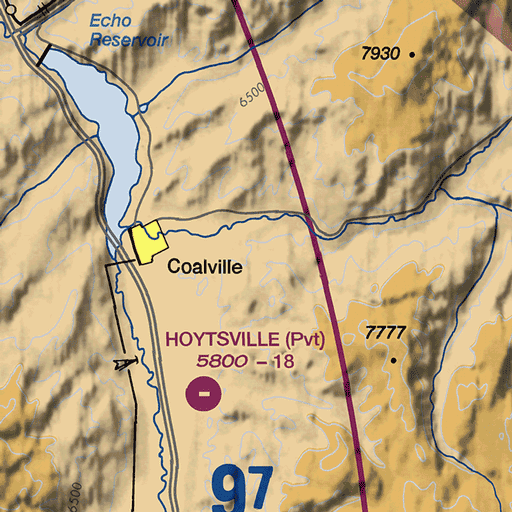 Echo
Reservoir
7930
6500
Coalville
HOYTSVILLE (Pvt)
5800 – 18
7777
97
6500